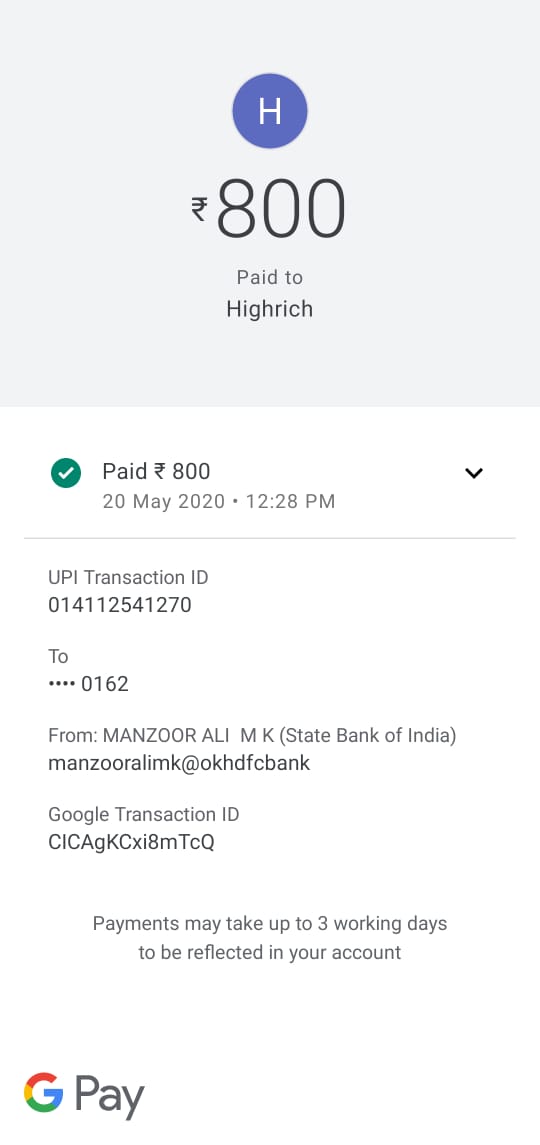 H
₹800
Paid to
Highrich
Paid ₹ 800
20 May 2020 • 12:28 PM
UPI Transaction ID
014112541270
To
•••• 0162
From: MANZOOR ALI  M K (State Bank of India)
manzooralimk@okhdfcbank
Google Transaction ID
CICAgKCxi8mTcQ
Payments may take up to 3 working days
to be reflected in your account
G Pay